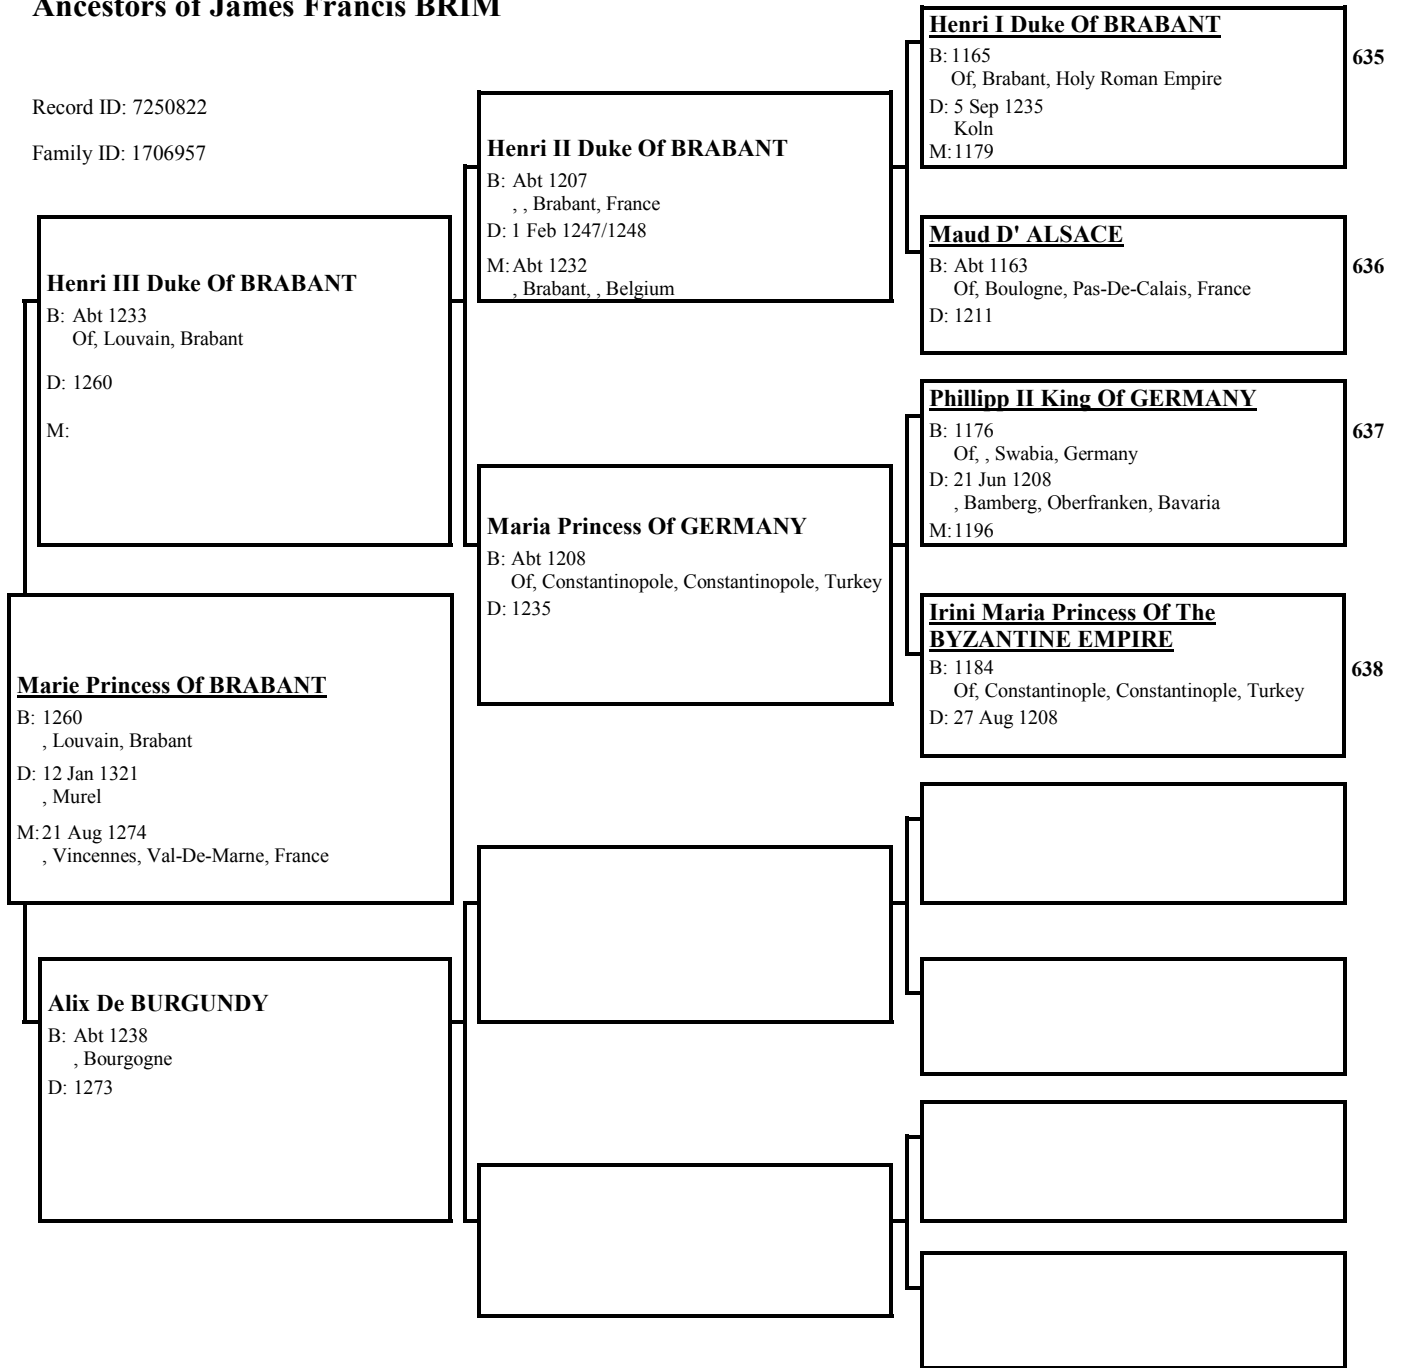 Ancestors of James Francis BRIM
Record ID: 7250822
Family ID: 1706957
Henri III Duke Of BRABANT
B: Abt 1233
Of, Louvain, Brabant
D: 1260
M:
Marie Princess Of BRABANT
B: 1260
, Louvain, Brabant
D: 12 Jan 1321
, Murel
M: 21 Aug 1274
, Vincennes, Val-De-Marne, France
Alix De BURGUNDY
B: Abt 1238
, Bourgogne
D: 1273
Henri II Duke Of BRABANT
B: Abt 1207
, , Brabant, France
D: 1 Feb 1247/1248
M: Abt 1232
, Brabant, , Belgium
Maria Princess Of GERMANY
B: Abt 1208
Of, Constantinopole, Constantinopole, Turkey
D: 1235
Henri I Duke Of BRABANT
B: 1165
Of, Brabant, Holy Roman Empire
D: 5 Sep 1235
Koln
M: 1179
635
Maud D' ALSACE
B: Abt 1163
Of, Boulogne, Pas-De-Calais, France
D: 1211
636
Phillipp II King Of GERMANY
B: 1176
Of, , Swabia, Germany
D: 21 Jun 1208
, Bamberg, Oberfranken, Bavaria
M: 1196
637
Irini Maria Princess Of The
BYZANTINE EMPIRE
B: 1184
Of, Constantinople, Constantinople, Turkey
D: 27 Aug 1208
638